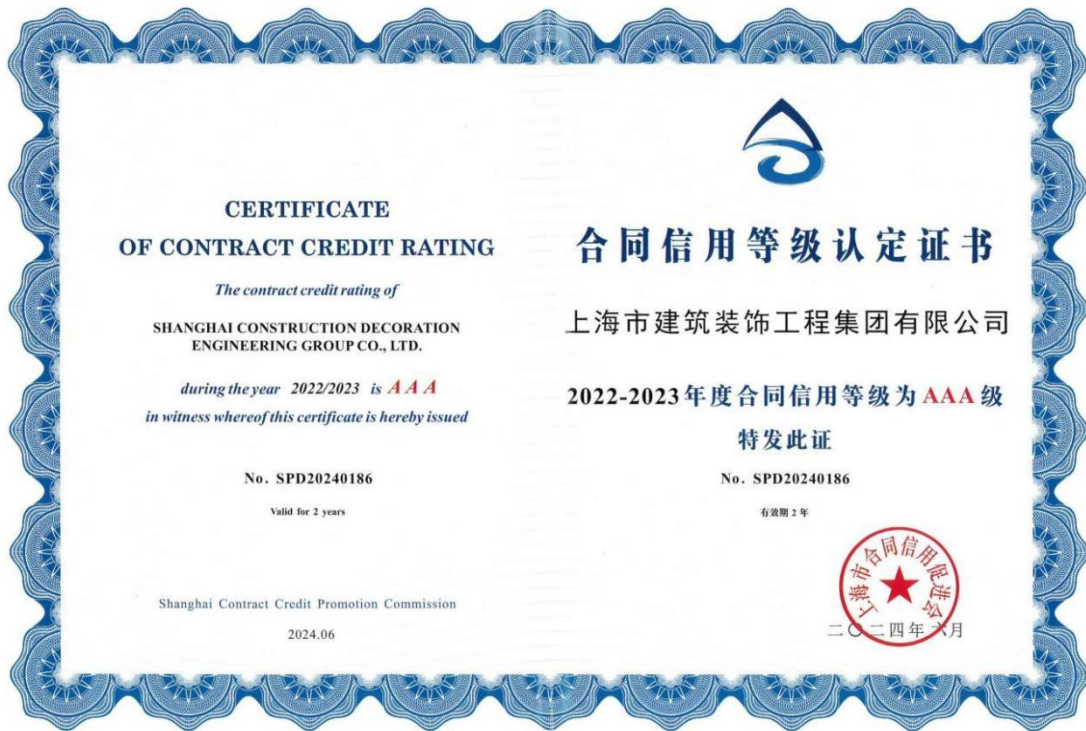 CERTIFICATE
OF CONTRACT CREDIT RATING
The contract credit rating of
SHANGHAI CONSTRUCTION DECORATION
ENGINEERING GROUP CO., LTD.
during the year 2022/2023 is AAA
in witness whereof this certificate is hereby issued
No. SPD20240186
Valid for 2 years
Shanghai Contract Credit Promotion Commission
2024.06
合同信用等级认定证书
上海市建筑装饰工程集团有限公司
2022-2023年度合同信用等级为AAA级
特发此证
No. SPD20240186
有效期 2 年
上海市合同信用促进会
二〇二四年六月